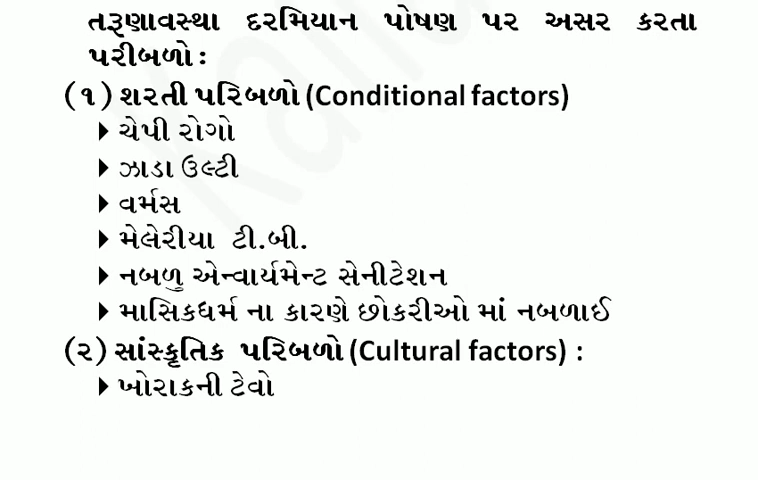 તરૂણાવસ્થા દરમિયાન પોષણ પર અસર કરતા
પરીબળો :
(૧) શરતી પરિબળો (Conditional factors)
ચેપી રોગો
ઝાડા ઉલ્ટી
વર્મસ
મેલેરીયા ટી.બી.
નબળુ એન્વાર્યમેન્ટ સેનીટેશન
માસિકધર્મ ના કારણે છોકરીઓ માં નબળાઈ
(૨) સાંસ્કૃતિક પરિબળો (Cultural factors) :
ખોરાકની ટેવો